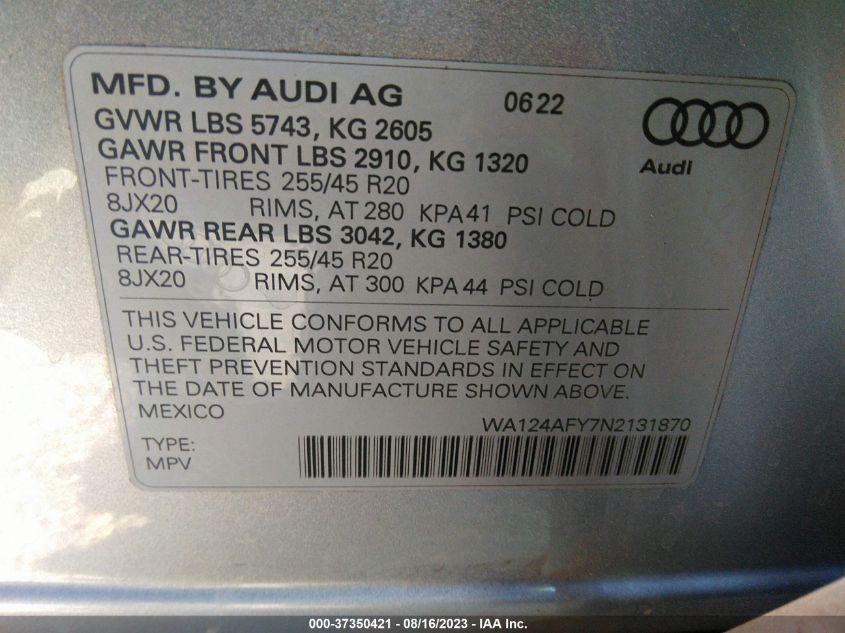 MFD. BY AUDI AG 0622
GVWR LBS 5743, KG 2605
GAWR FRONT LBS 2910, KG 1320
Audi
FRONT-TIRES 255/45 R20
8JX20 RIMS, AT 280 KPA 41 PSI COLD
GAWR REAR LBS 3042, KG 1380
REAR-TIRES 255/45 R20
8JX20 RIMS, AT 300 KPA 44 PSI COLD
THIS VEHICLE CONFORMS TO ALL APPLICABLE
U.S. FEDERAL MOTOR VEHICLE SAFETY AND
THEFT PREVENTION STANDARDS IN EFFECT ON
THE DATE OF MANUFACTURE SHOWN ABOVE.
MEXICO
WA124AFY7N2131870
TYPE:
MPV
000-37350421 - 08/16/2023 - IAA Inc.